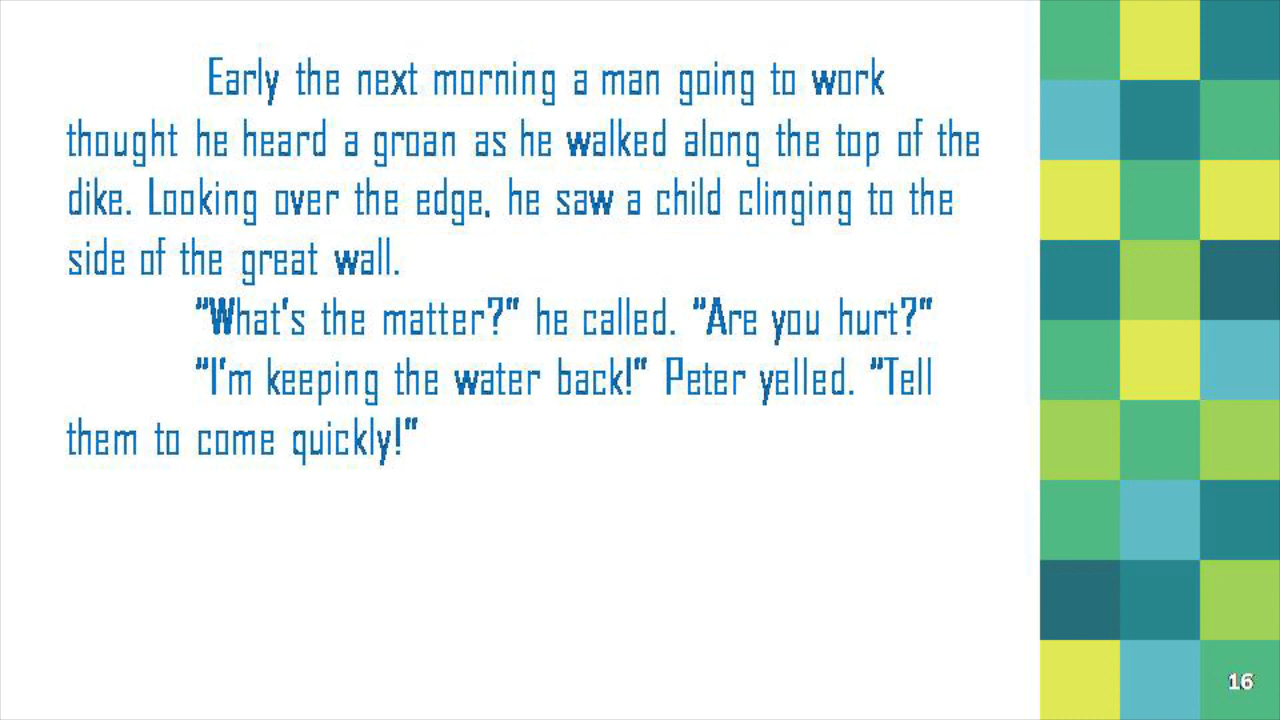 Early the next morning a man going to work
thought he heard a groan as he walked along the top of the
dike. Looking over the edge, he saw a child clinging to the
side of the great wall.
"What's the matter?" he called. "Are you hurt?"
"I'm keeping the water back!" Peter yelled. "Tell
them to come quickly!"
16